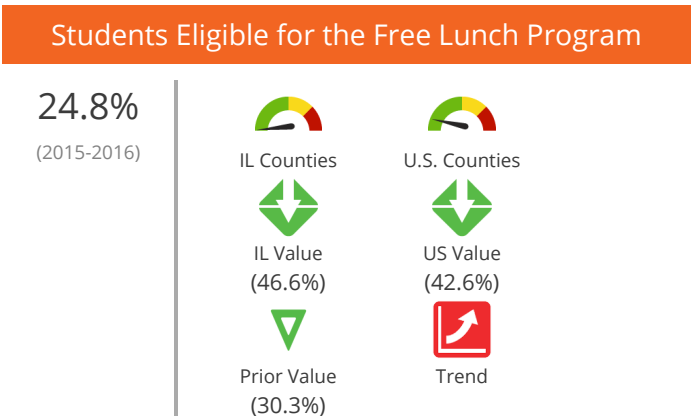 Students Eligible for the Free Lunch Program
24.8%
(2015-2016)
IL Counties
U.S. Counties
IL Value
(46.6%)
US Value
(42.6%)
Prior Value
(30.3%)
Trend